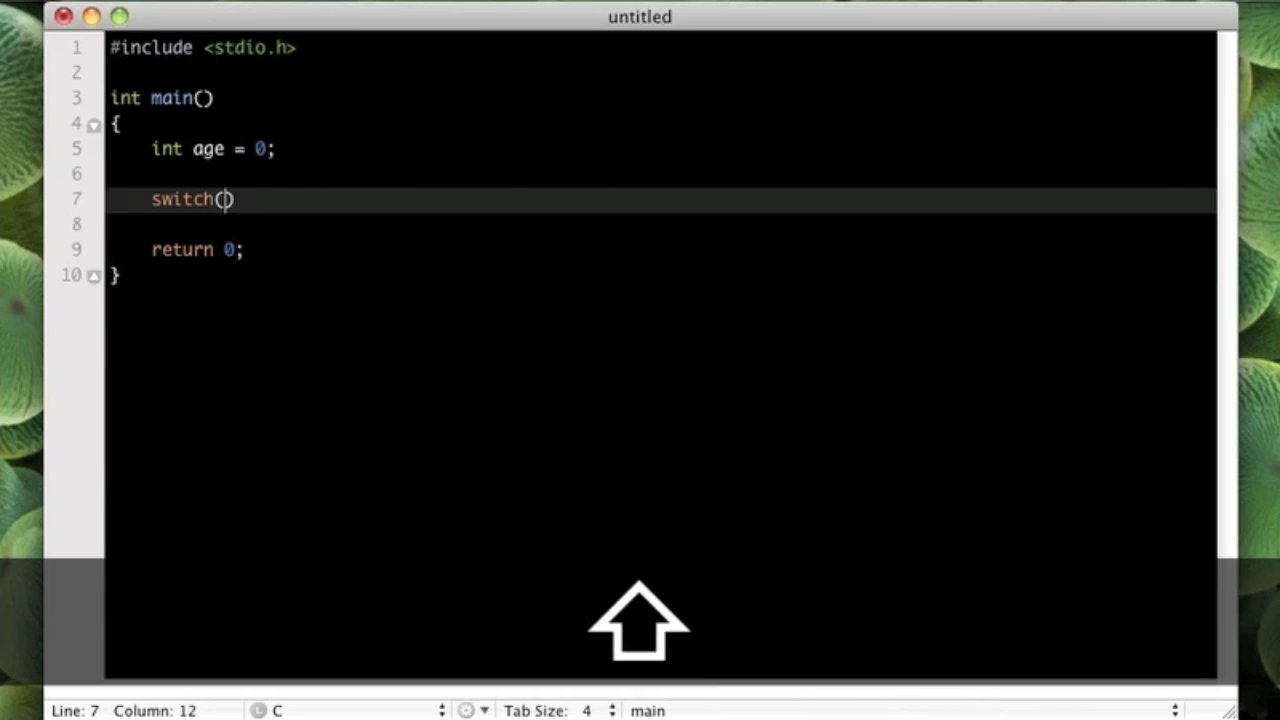 untitled
1 #include <stdio.h>
2
3 int main()
4 {
5 int age = 0;
6
7 switch()
8
9 return 0;
10 }
Line: 7 Column: 12 L C Tab Size: 4 main